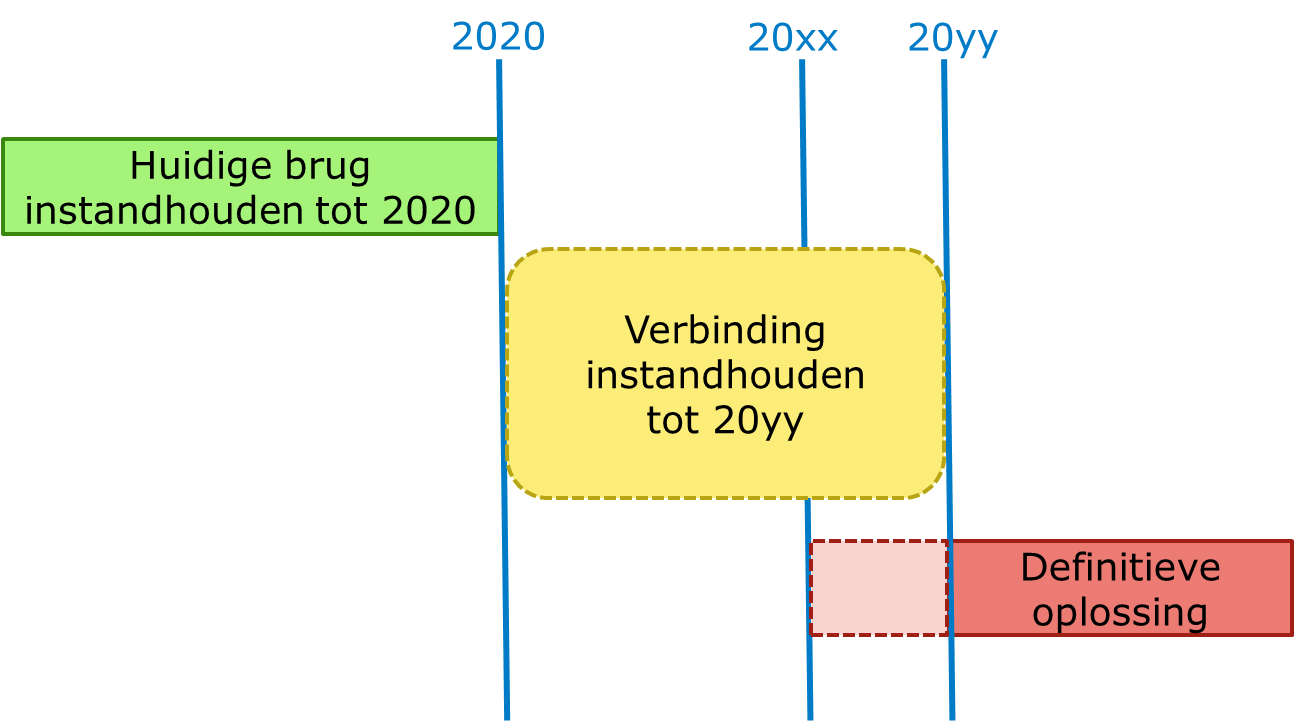 2020
20xx
20yy
Huidige brug
instandhouden tot 2020
Verbinding
instandhouden
tot 20yy
Definitieve
oplossing